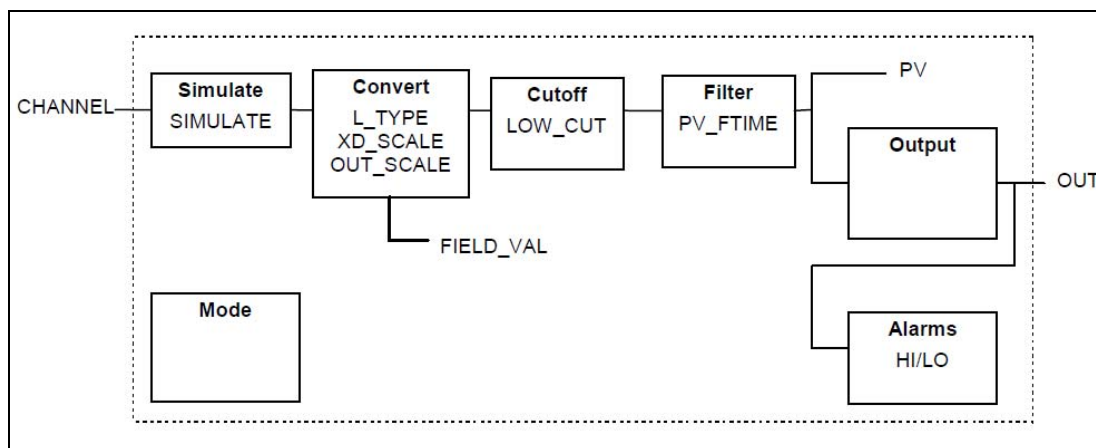 CHANNEL
Simulate
SIMULATE
Convert
L_TYPE
XD_SCALE
OUT_SCALE
Cutoff
LOW_CUT
Filter
PV_FTIME
PV
Output
OUT
FIELD_VAL
Mode
Alarms
HI/LO